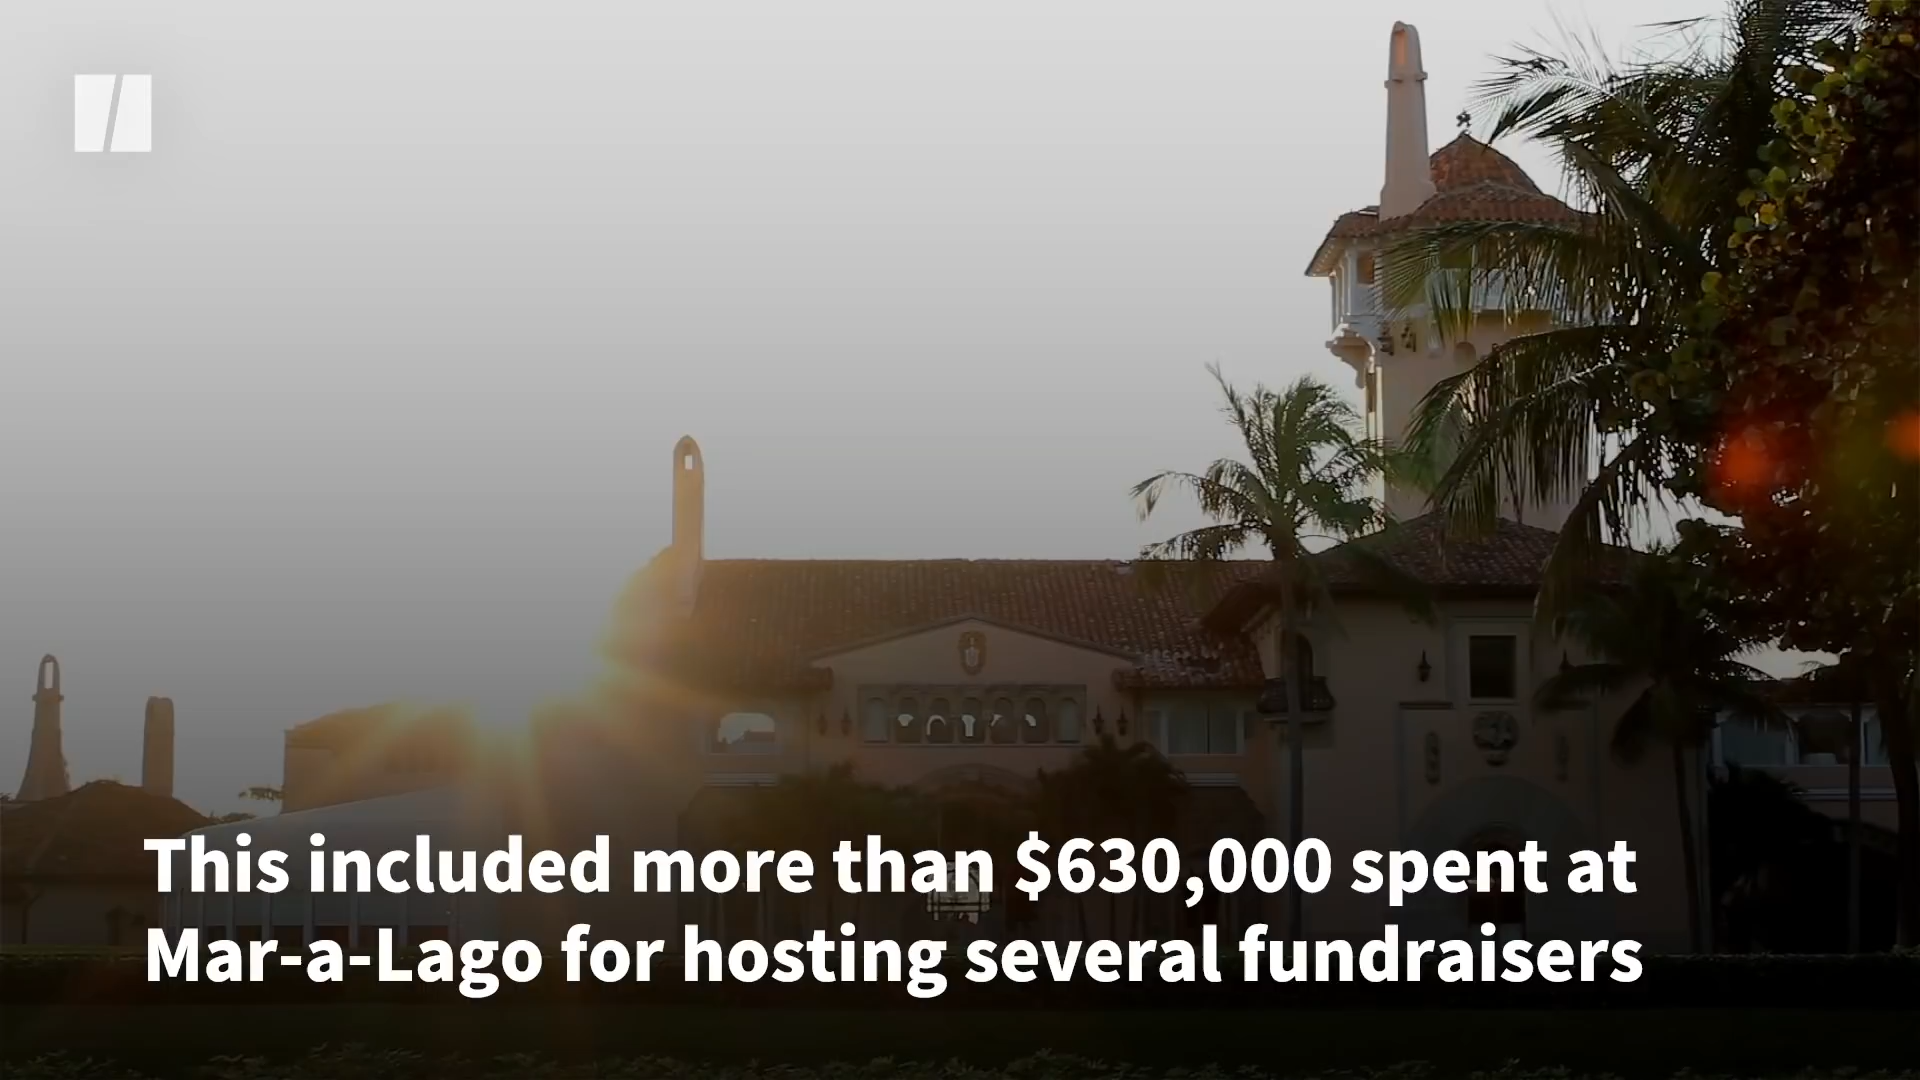 This included more than $630,000 spent at
Mar-a-Lago for hosting several fundraisers